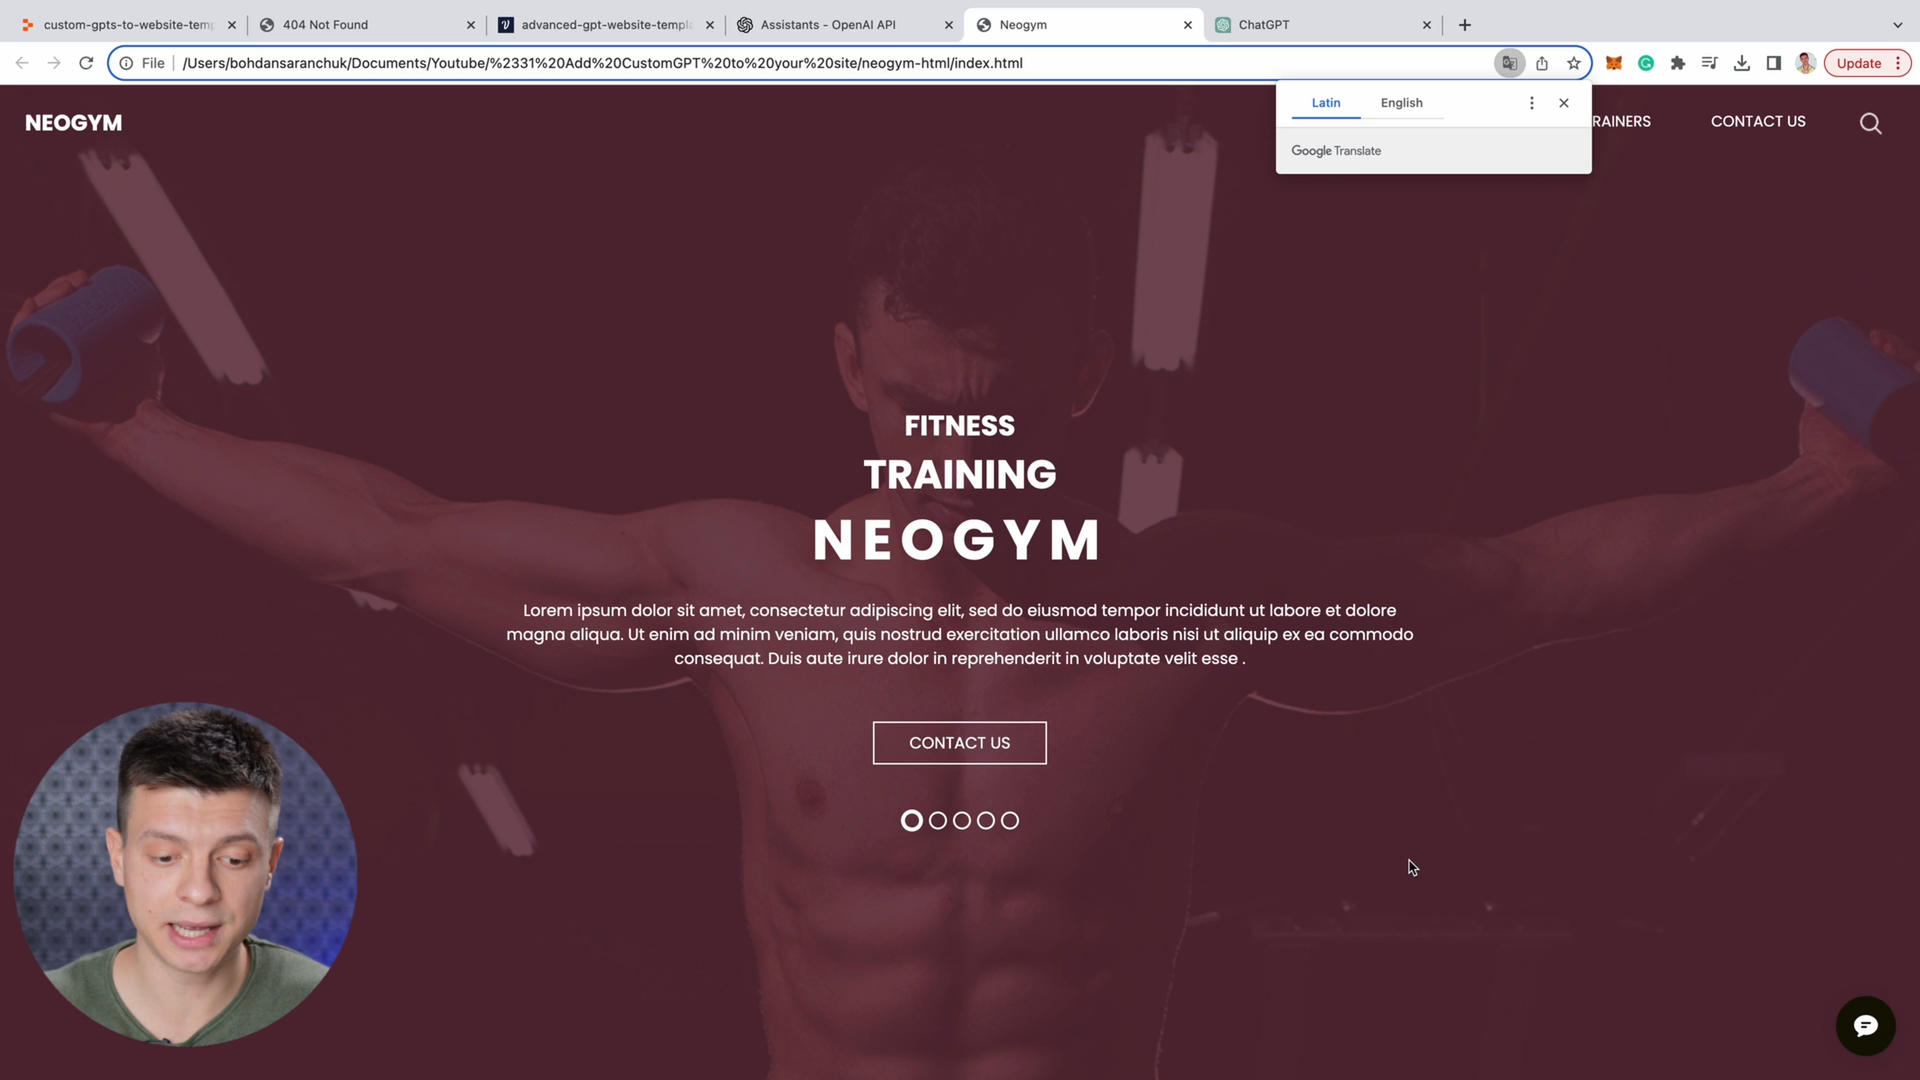 custom-gpts-to-website-temp
404 Not Found
advanced-gpt-website-templa
Assistants - OpenAI API
Neogym
ChatGPT
File
/Users/bohdansaranchuk/Documents/Youtube/%2331%20Add%20CustomGPT%20to%20your%20site/neogym-html/index.html
Update
Latin
English
Google Translate
NEOGYM
RAINERS
CONTACT US
FITNESS
TRAINING
NEOGYM
Lorem ipsum dolor sit amet, consectetur adipiscing elit, sed do eiusmod tempor incididunt ut labore et dolore
magna aliqua. Ut enim ad minim veniam, quis nostrud exercitation ullamco laboris nisi ut aliquip ex ea commodo
consequat. Duis aute irure dolor in reprehenderit in voluptate velit esse .
CONTACT US